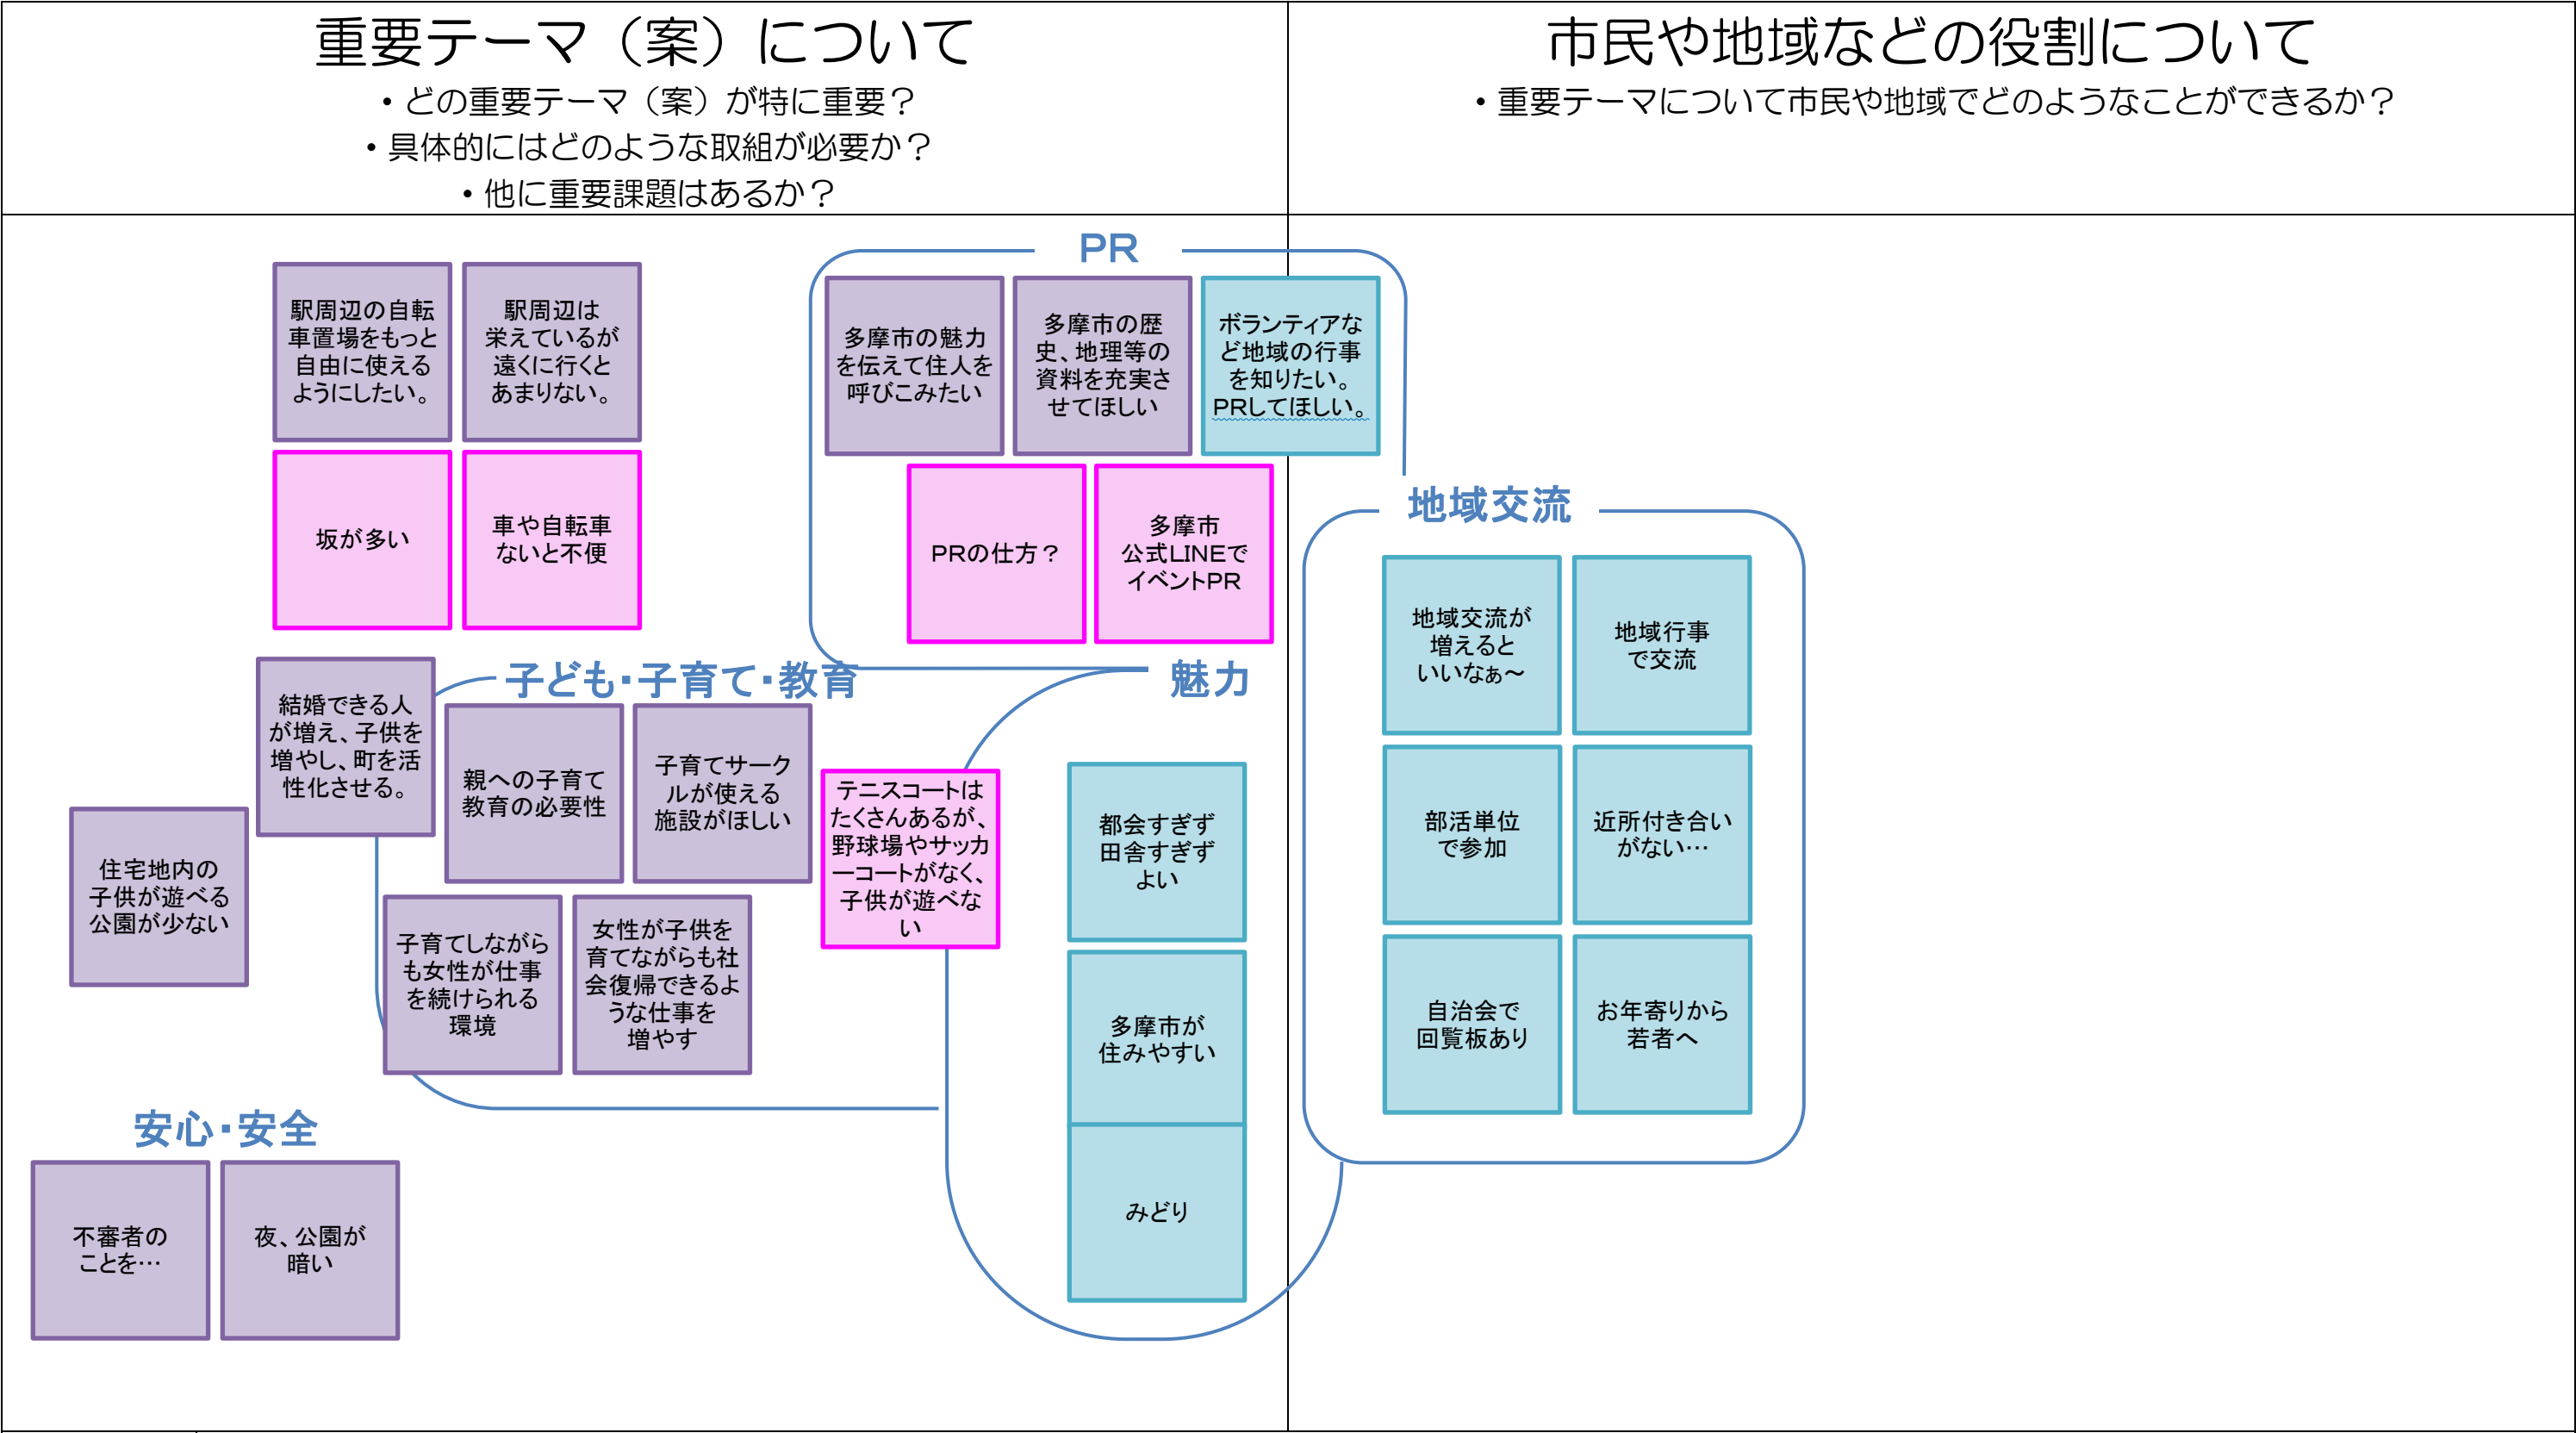 重要テーマ（案）について
・どの重要テーマ（案）が特に重要？
・具体的にはどのような取組が必要か？
・他に重要課題はあるか？
市民や地域などの役割について
・重要テーマについて市民や地域でどのようなことができるか？
駅周辺の自転
車置場をもっと
自由に使える
ようにしたい。
駅周辺は
栄えているが
遠くに行くと
あまりない。
坂が多い
車や自転車
ないと不便
PR
多摩市の魅力
を伝えて住人を
呼びこみたい
多摩市の歴
史、地理等の
資料を充実さ
せてほしい
ボランティアな
ど地域の行事
を知りたい。
PRしてほしい。
PRの仕方？
多摩市
公式LINEで
イベントPR
地域交流
地域交流が
増えると
いいなぁ～
地域行事
で交流
部活単位
で参加
近所付き合い
がない…
自治会で
回覧板あり
お年寄りから
若者へ
子ども・子育て・教育
結婚できる人
が増え、子供を
増やし、町を活
性化させる。
親への子育て
教育の必要性
子育てサーク
ルが使える
施設がほしい
住宅地内の
子供が遊べる
公園が少ない
子育てしながら
も女性が仕事
を続けられる
環境
女性が子供を
育てながらも社
会復帰できるよ
うな仕事を
増やす
テニスコートは
たくさんあるが、
野球場やサッカ
ーコートがなく、
子供が遊べな
い
魅力
都会すぎず
田舎すぎず
よい
多摩市が
住みやすい
みどり
安心・安全
不審者の
ことを…
夜、公園が
暗い